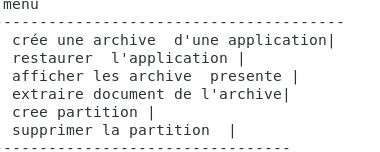 menu
--------------------------------------
crée une archive  d'une application|
restaurer  l'application |
afficher les archive  presente |
extraire document de l'archive|
cree partition |
supprimer la partition  |
--------------------------------